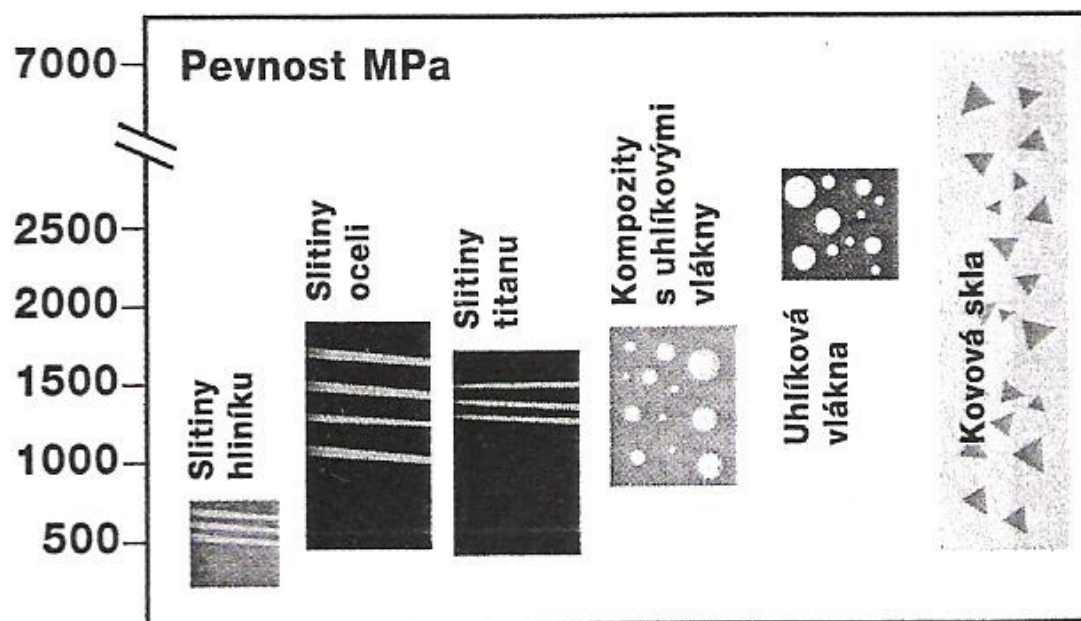 Pevnost MPa
7000
2500
2000
1500
1000
500
Slitiny
hliníku
Slitiny
oceli
Slitiny
titanu
Kompozity
s uhlíkovými
vlákny
Uhlíková
vlákna
Kovová skla